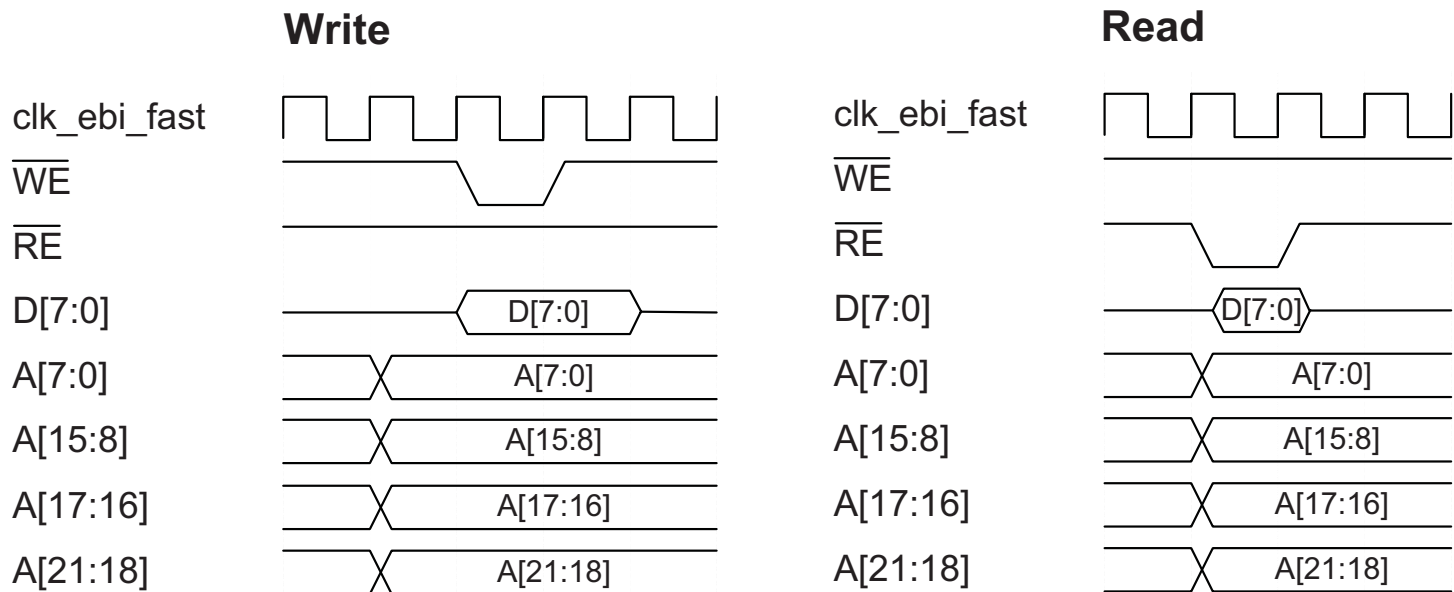 Write
clk_ebi_fast
WE
RE
D[7:0] D[7:0]
A[7:0] A[7:0]
A[15:8] A[15:8]
A[17:16] A[17:16]
A[21:18] A[21:18]
Read
clk_ebi_fast
WE
RE
D[7:0] D[7:0]
A[7:0] A[7:0]
A[15:8] A[15:8]
A[17:16] A[17:16]
A[21:18] A[21:18]